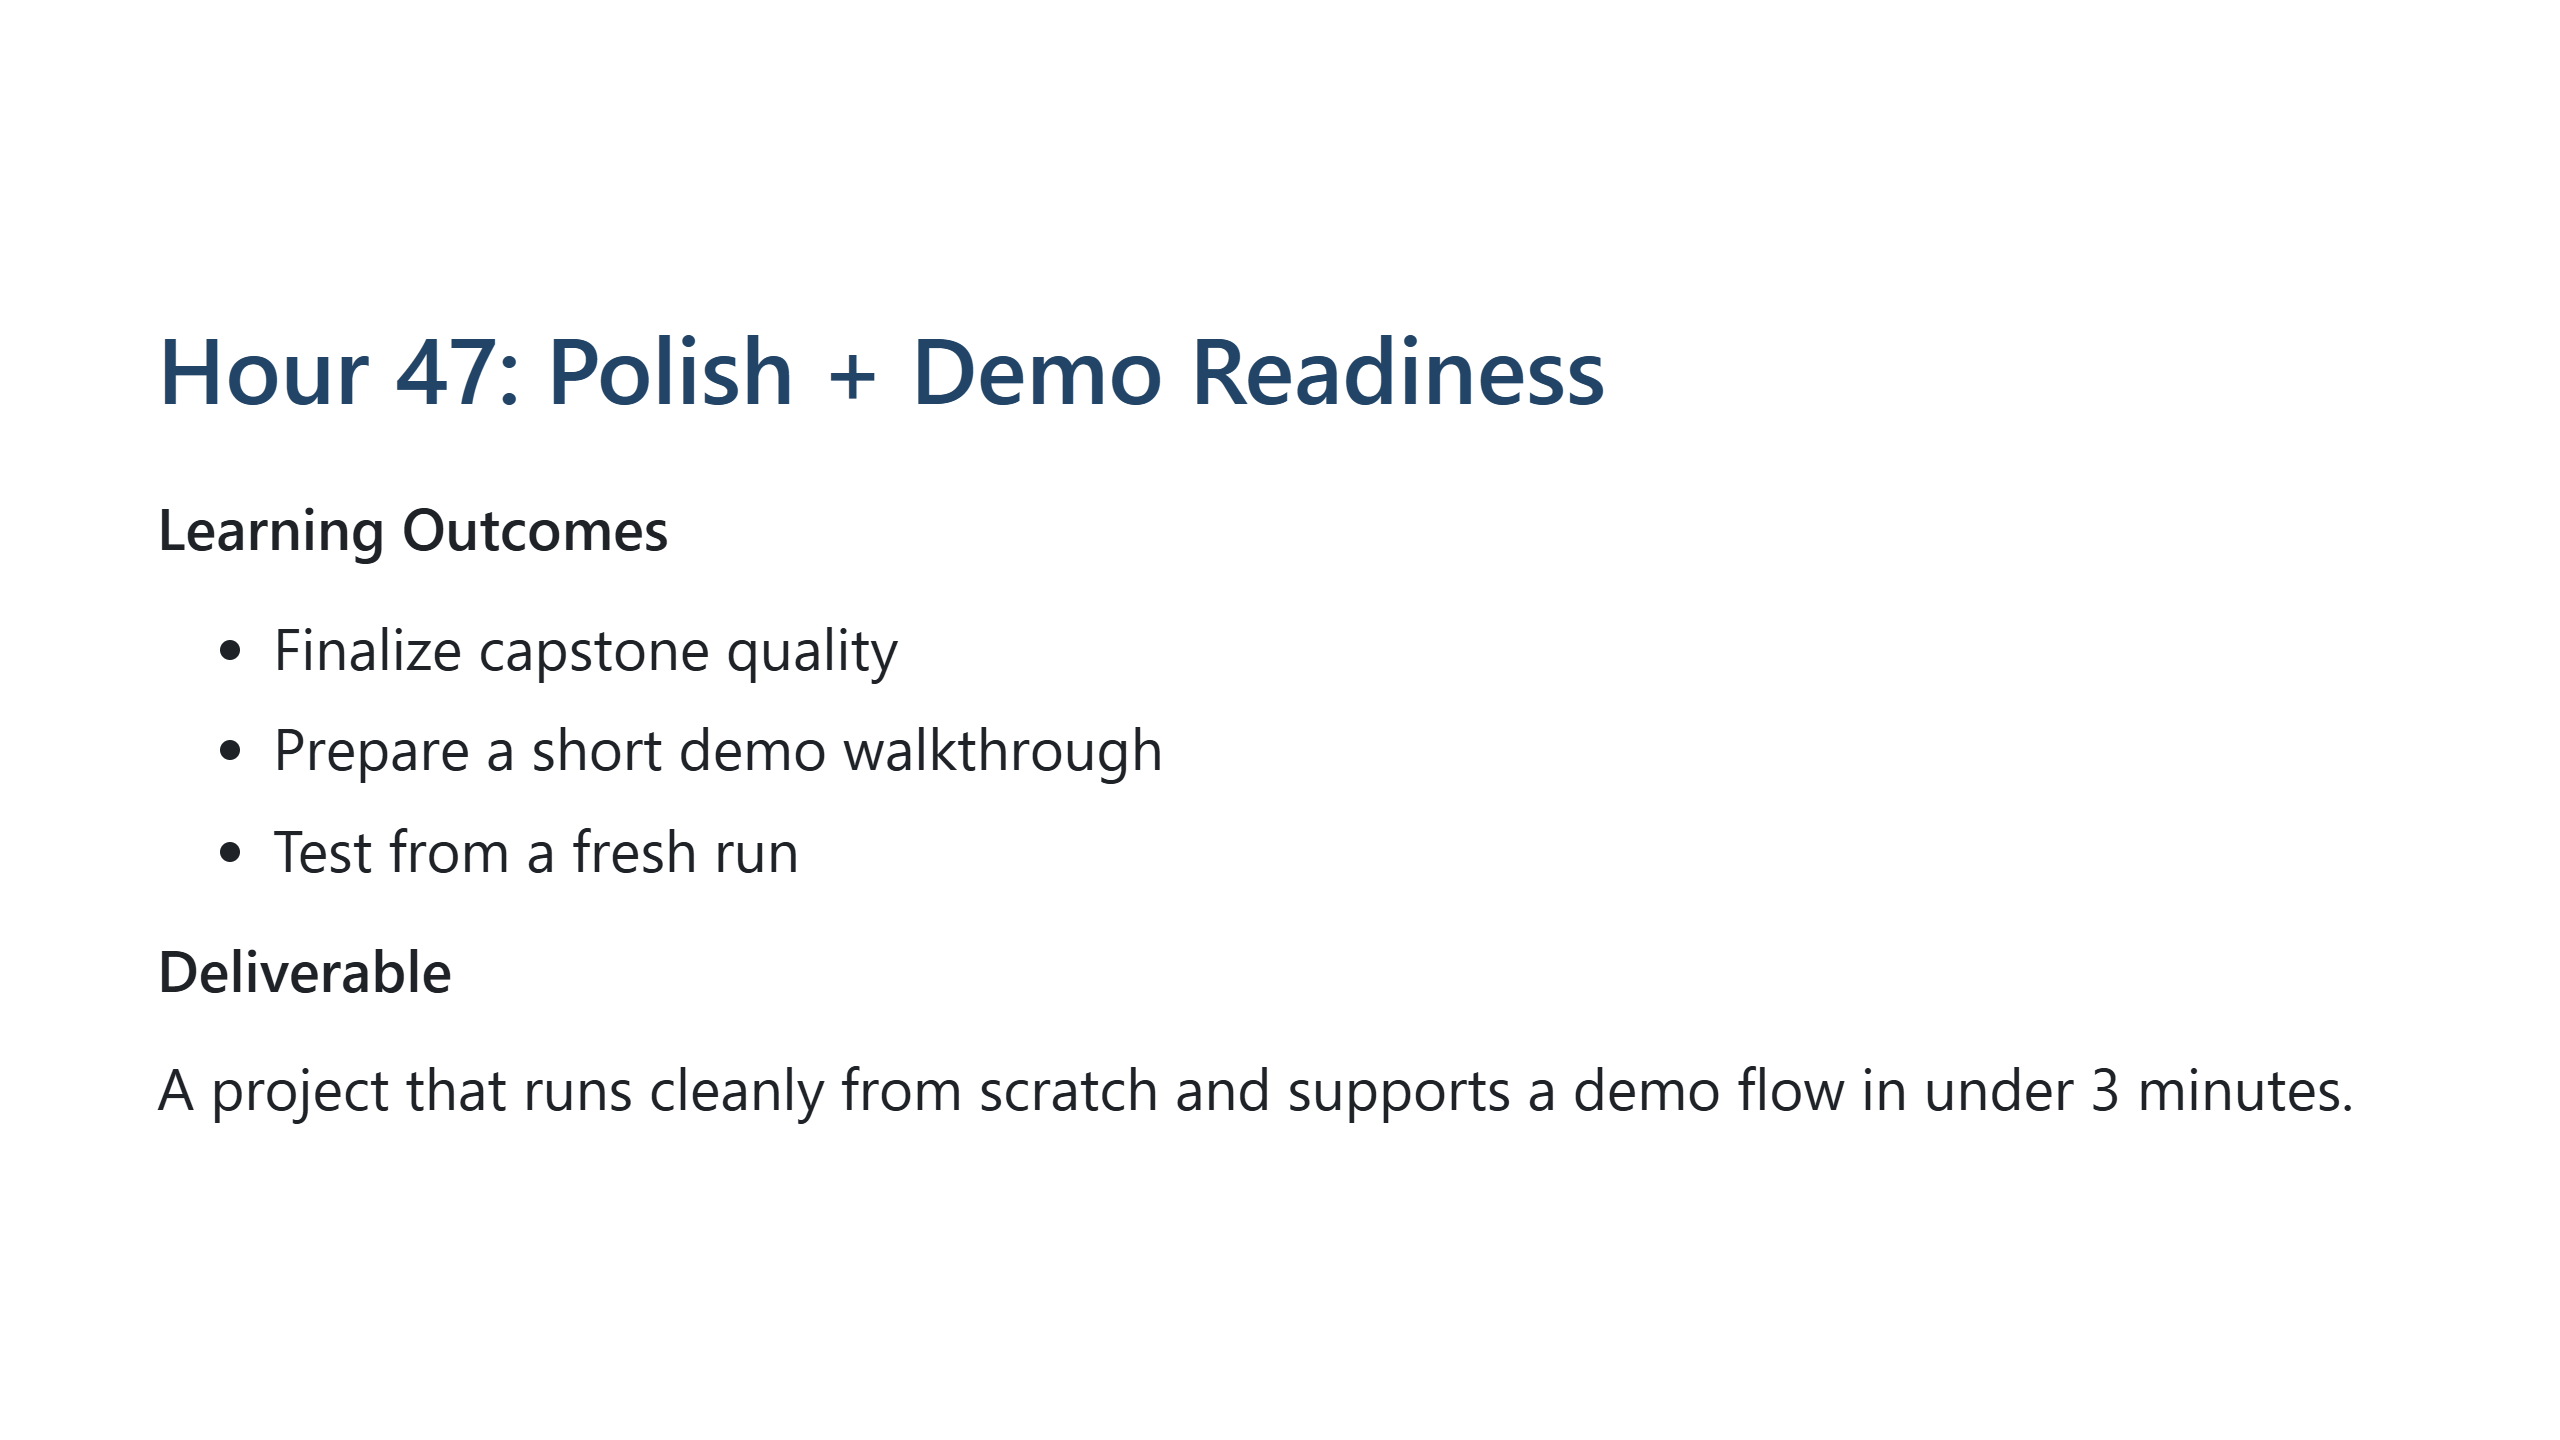 Hour 47: Polish + Demo Readiness
Learning Outcomes
• Finalize capstone quality
• Prepare a short demo walkthrough
• Test from a fresh run
Deliverable
A project that runs cleanly from scratch and supports a demo flow in under 3 minutes.